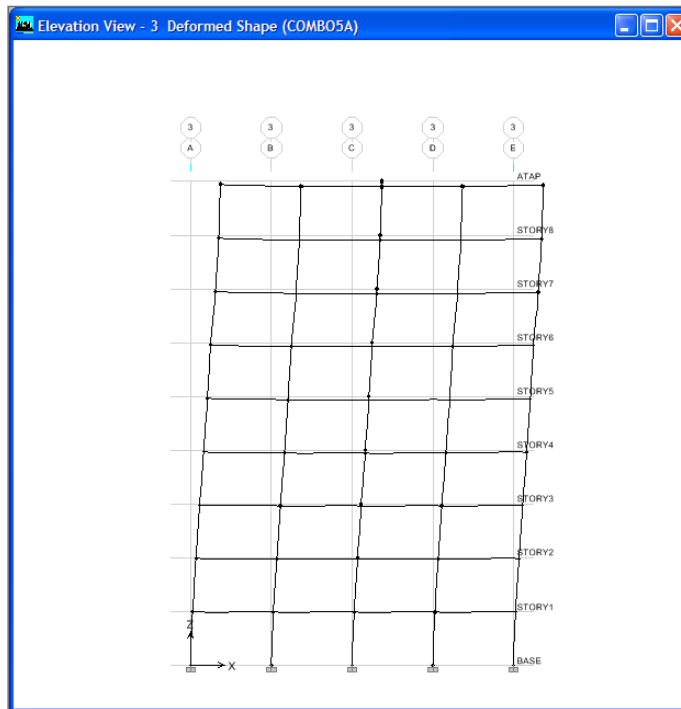 Elevation View - 3 Deformed Shape (COMBO5A)
3 3 3 3 3
A B C D E
ATAP
STORY8
STORY7
STORY6
STORY5
STORY4
STORY3
STORY2
STORY1
Z
X
BASE